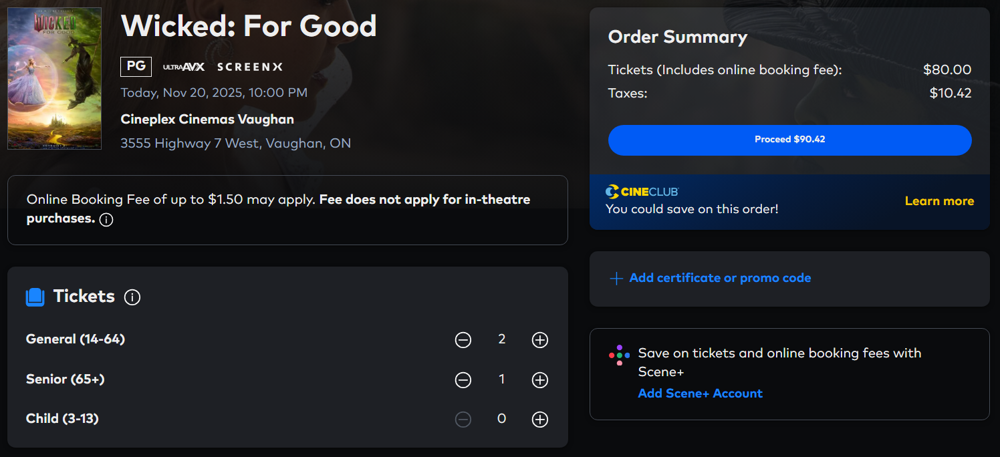 WICKED
FOR GOOD
Wicked: For Good
PG ULTRAAVX SCREENX
Today, Nov 20, 2025, 10:00 PM
Cineplex Cinemas Vaughan
3555 Highway 7 West, Vaughan, ON
Online Booking Fee of up to $1.50 may apply. Fee does not apply for in-theatre
purchases.
Tickets
General (14-64) 2
Senior (65+) 1
Child (3-13) 0
Order Summary
Tickets (Includes online booking fee): $80.00
Taxes: $10.42
Proceed $90.42
CINECLUB
You could save on this order!
Learn more
Add certificate or promo code
Save on tickets and online booking fees with
Scene+
Add Scene+ Account